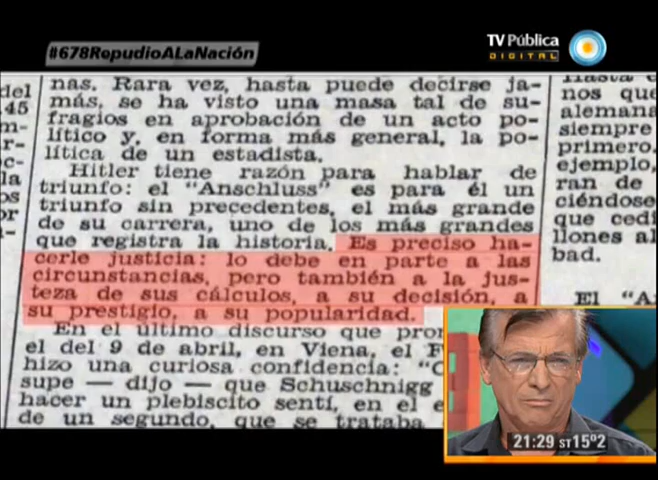 #678RepudioALaNación
TV Pública
DIGITAL
del
45
nas. Rara vez, hasta puede decirse ja-
más, se ha visto una masa tal de su-
fragios en aprobación de un acto po-
lítico y, en forma más general, la po-
lítica de un estadista.
Hitler tiene razón para hablar de
triunfo: el "Anschluss" es para él un
triunfo sin precedentes, el más grande
de su carrera, uno de los más grandes
que registra la historia. Es preciso ha-
cerle justicia: lo debe en parte a las
circunstancias, pero también a la jus-
teza de sus cálculos, a su decisión, a
su prestigio, a su popularidad.
En el último discurso que pron
el del 9 de abril, en Viena, el F
hizo una curiosa confidencia: "C
supe — dijo — que Schuschnigg
hacer un plebiscito sentí, en el e
de un segundo, que se trataba
Hasta e
nos que
alemana
siempre
primero.
ejemplo,
ran de
ciéndose
que cedi
llones al
bad.
El "A
21:29 ST 15º2